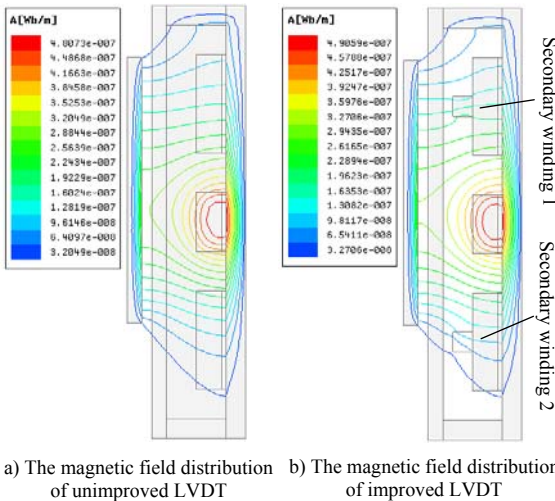 A[Wb/m]
4.8073e-007
4.4868e-007
4.1663e-007
3.8458e-007
3.5253e-007
3.2049e-007
2.8844e-007
2.5639e-007
2.2434e-007
1.9229e-007
1.6024e-007
1.2819e-007
9.6146e-008
6.4097e-008
3.2049e-008
A[Wb/m]
4.9059e-007
4.5788e-007
4.2517e-007
3.9247e-007
3.5976e-007
3.2706e-007
2.9435e-007
2.6165e-007
2.2894e-007
1.9623e-007
1.6353e-007
1.3082e-007
9.8117e-008
6.5411e-008
3.2706e-008
Secondary winding 1
Secondary winding 2
a) The magnetic field distribution
of unimproved LVDT
b) The magnetic field distribution
of improved LVDT